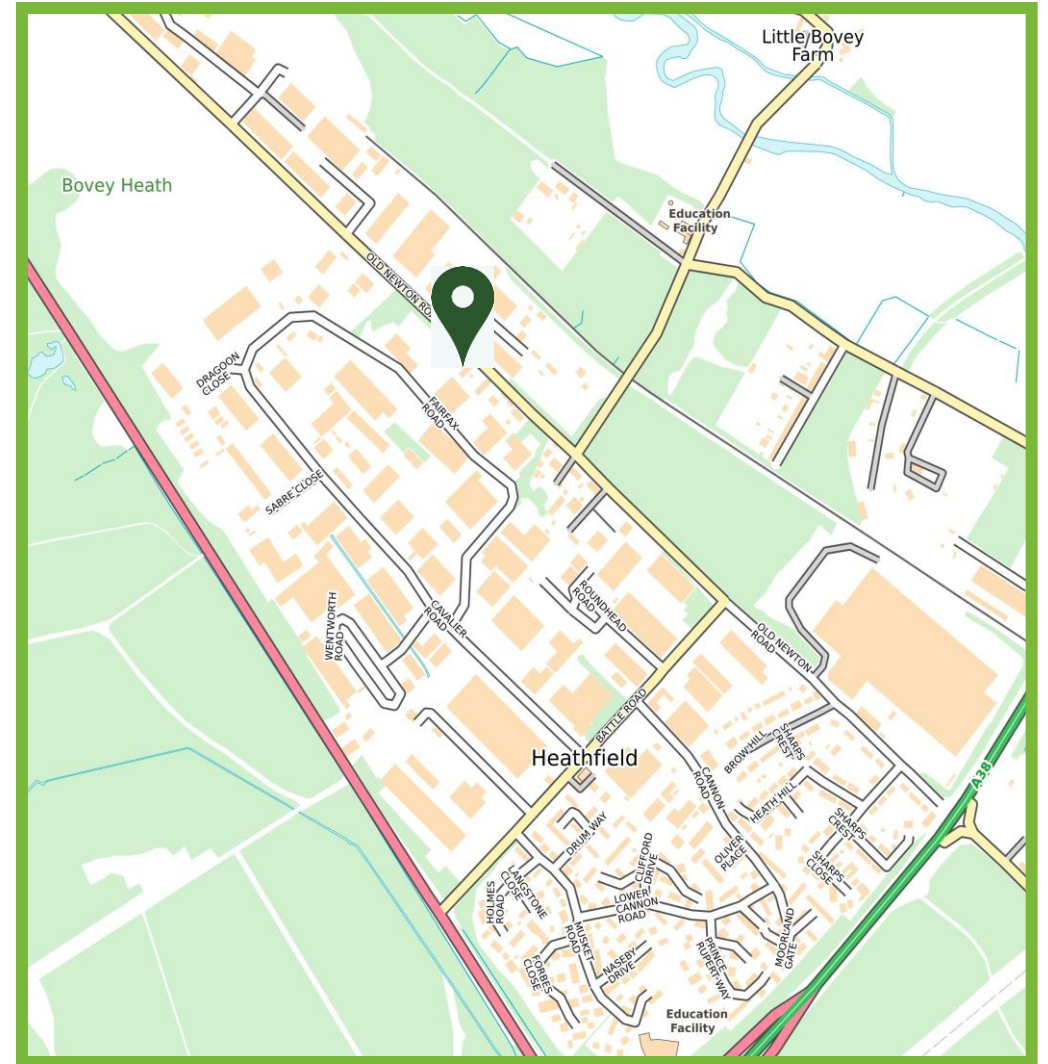 Little Bovey
Farm
Bovey Heath
Education
Facility
OLD NEWTON
DRAGOON
CLOSE
FAIRFAX
ROAD
SABRE CLOSE
CAVALIER
ROAD
WENTWORTH
ROAD
ROUNDHEAD
ROAD
OLD NEWTON
ROAD
BATTLE ROAD
Heathfield
BROW HILL
SHARPS
CREST
CANNON
ROAD
HEATH HILL
A38
SHARPS
CREST
DRUM WAY
OLIVER
PLACE
SHARPS
CLOSE
CLIFFORD
DRIVE
LANGSTONE
CLOSE
HOLMES
ROAD
LOWER
CANNON
ROAD
MUSKET
ROAD
MOORLAND
GATE
PRINCE
RUPERT WAY
NASEBY
DRIVE
FORBES
CLOSE
Education
Facility